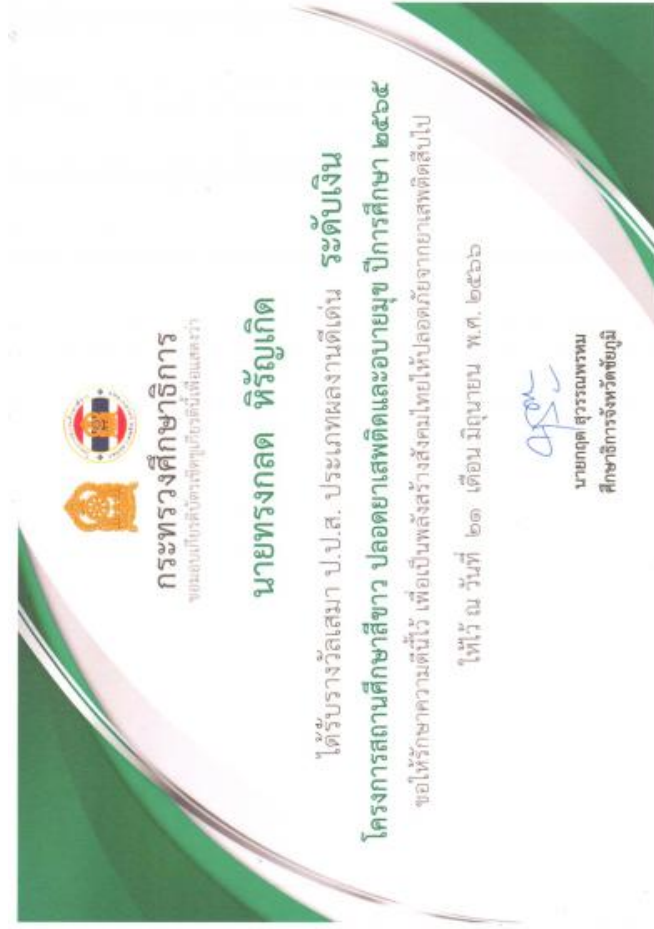 กระทรวงศึกษาธิการ
ขอมอบเกียรติบัตรเชิดชูเกียรติฉบับนี้เพื่อแสดงว่า
นายทรงกลด หิรัญเกิด
ได้รับรางวัลเสมา ป.ป.ส. ประเภทผลงานดีเด่น ระดับเงิน
โครงการสถานศึกษาสีขาว ปลอดยาเสพติดและอบายมุข ปีการศึกษา ๒๕๖๕
ขอให้รักษาความดีนี้ไว้ เพื่อเป็นพลังสร้างสังคมไทยให้ปลอดภัยจากยาเสพติดสืบไป
ให้ไว้ ณ วันที่ ๒๑ เดือน มิถุนายน พ.ศ. ๒๕๖๖
นายกฤต สุวรรณพรหม
ศึกษาธิการจังหวัดชัยภูมิ